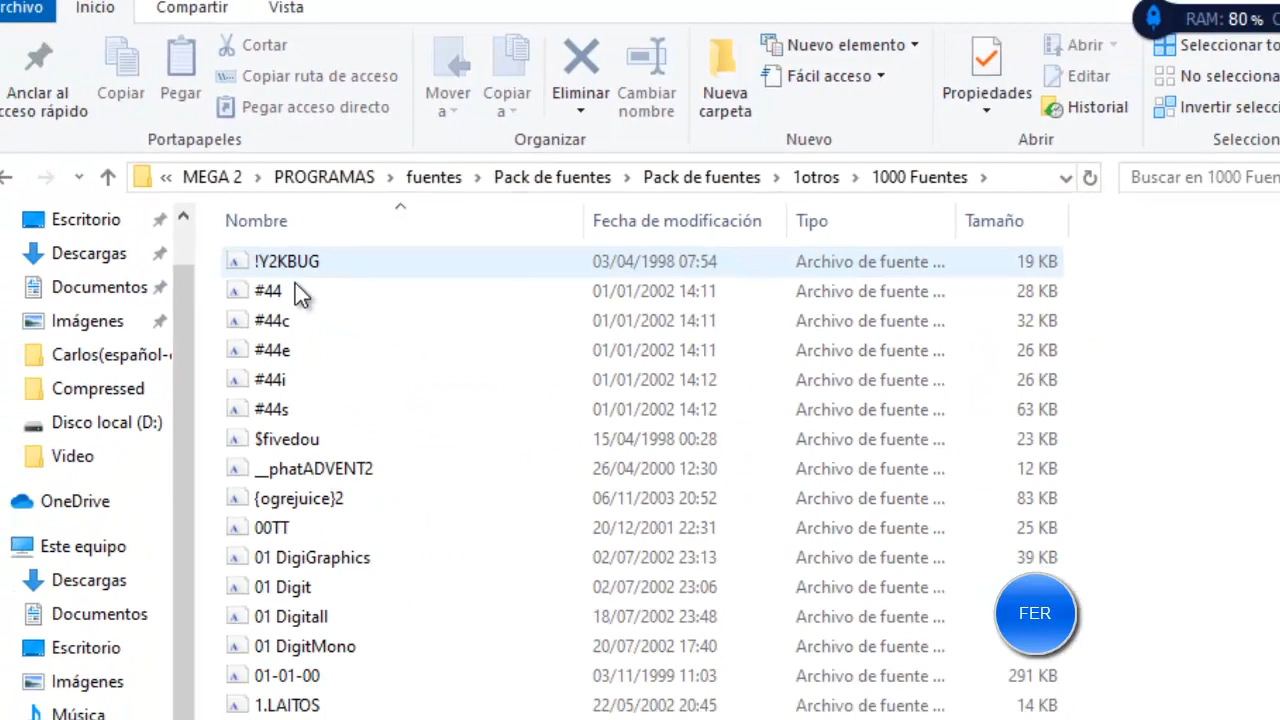 rchivo Inicio Compartir Vista
RAM: 80% C
Anclar al
cceso rápido
Copiar
Pegar
Cortar
Copiar ruta de acceso
Pegar acceso directo
Portapapeles
Mover
a
Copiar
a
Eliminar
Cambiar
nombre
Organizar
Nueva
carpeta
Nuevo elemento
Fácil acceso
Nuevo
Propiedades
Abrir
Editar
Historial
Abrir
Seleccionar to
No selecciona
Invertir selecci
Seleccion
« MEGA 2 > PROGRAMAS > fuentes > Pack de fuentes > Pack de fuentes > 1otros > 1000 Fuentes >
Buscar en 1000 Fuen
Escritorio
Descargas
Documentos
Imágenes
Carlos(español-
Compressed
Disco local (D:)
Video
OneDrive
Este equipo
Descargas
Documentos
Escritorio
Imágenes
Música
Nombre Fecha de modificación Tipo Tamaño
!Y2KBUG 03/04/1998 07:54 Archivo de fuente ... 19 KB
#44 01/01/2002 14:11 Archivo de fuente ... 28 KB
#44c 01/01/2002 14:11 Archivo de fuente ... 32 KB
#44e 01/01/2002 14:11 Archivo de fuente ... 26 KB
#44i 01/01/2002 14:12 Archivo de fuente ... 26 KB
#44s 01/01/2002 14:12 Archivo de fuente ... 63 KB
$fivedou 15/04/1998 00:28 Archivo de fuente ... 23 KB
__phatADVENT2 26/04/2000 12:30 Archivo de fuente ... 12 KB
{ogrejuice}2 06/11/2003 20:52 Archivo de fuente ... 83 KB
00TT 20/12/2001 22:31 Archivo de fuente ... 25 KB
01 DigiGraphics 02/07/2002 23:13 Archivo de fuente ... 39 KB
01 Digit 02/07/2002 23:06 Archivo de fuente ...
01 Digitall 18/07/2002 23:48 Archivo de fuente ...
FER
01 DigitMono 20/07/2002 17:40 Archivo de fuente ...
01-01-00 03/11/1999 11:03 Archivo de fuente ... 291 KB
1.LAITOS 22/05/2002 20:45 Archivo de fuente ... 14 KB